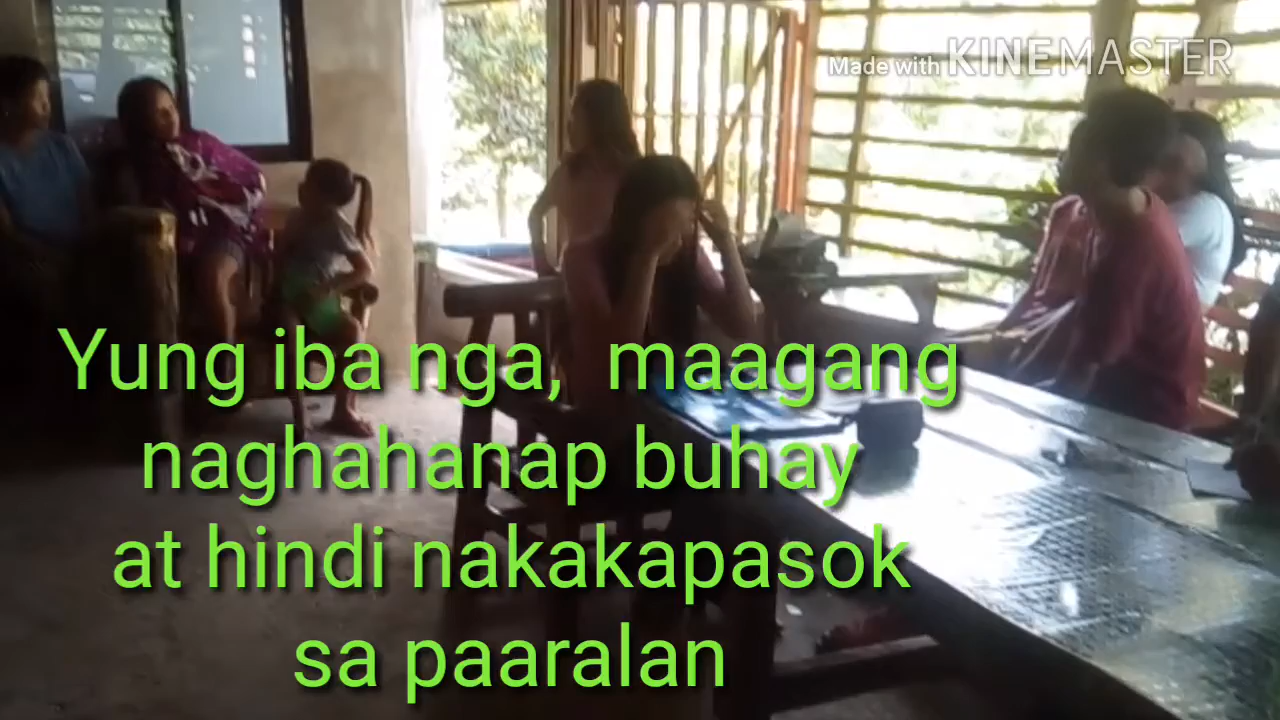 Made with KINEMASTER
Yung iba nga, maagang
naghahanap buhay
at hindi nakakapasok
sa paaralan